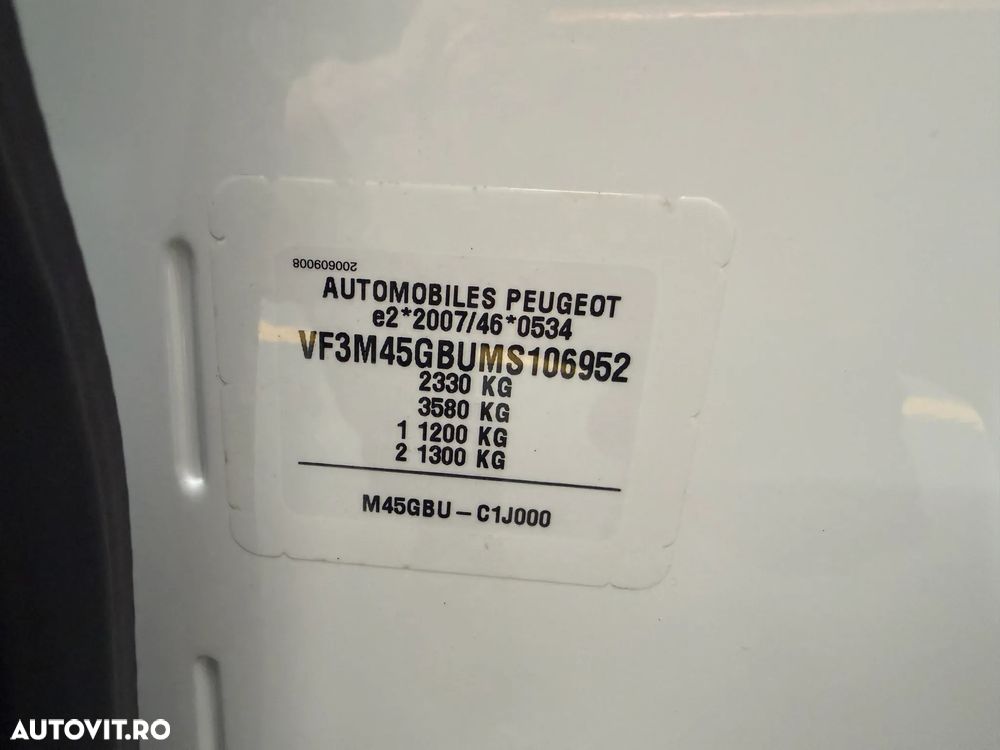 200609008
AUTOMOBILES PEUGEOT
e2*2007/46*0534
VF3M45GBUMS106952
2330 KG
3580 KG
1 1200 KG
2 1300 KG
M45GBU – C1J000
AUTOVIT.RO